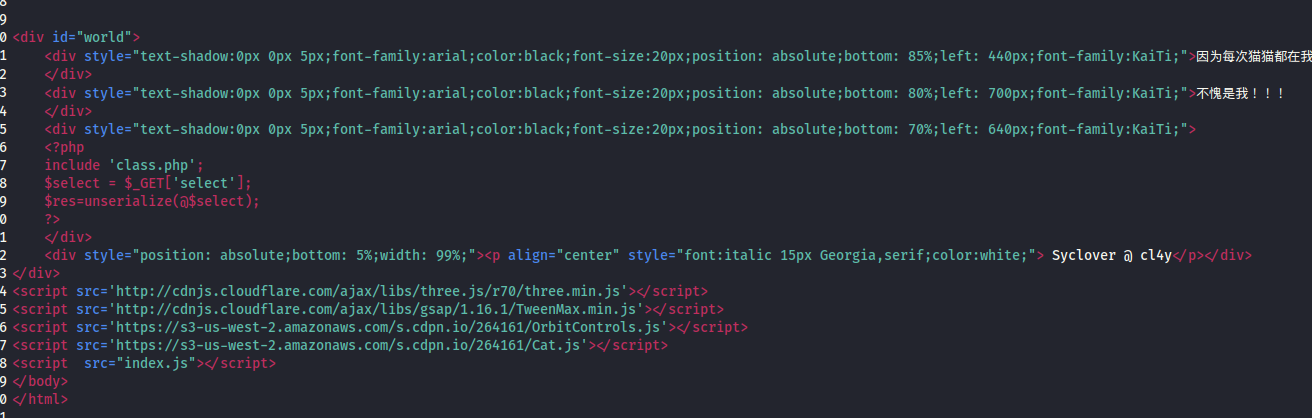 8
9
0 <div id="world">
1 <div style="text-shadow:0px 0px 5px;font-family:arial;color:black;font-size:20px;position: absolute;bottom: 85%;left: 440px;font-family:KaiTi;">因为每次猫猫都在我
2 </div>
3 <div style="text-shadow:0px 0px 5px;font-family:arial;color:black;font-size:20px;position: absolute;bottom: 80%;left: 700px;font-family:KaiTi;">不愧是我！！！
4 </div>
5 <div style="text-shadow:0px 0px 5px;font-family:arial;color:black;font-size:20px;position: absolute;bottom: 70%;left: 640px;font-family:KaiTi;">
6 <?php
7 include 'class.php';
8 $select = $_GET['select'];
9 $res=unserialize(@$select);
0 ?>
1 </div>
2 <div style="position: absolute;bottom: 5%;width: 99%;"><p align="center" style="font:italic 15px Georgia,serif;color:white;"> Syclover @ cl4y</p></div>
3 </div>
4 <script src='http://cdnjs.cloudflare.com/ajax/libs/three.js/r70/three.min.js'></script>
5 <script src='http://cdnjs.cloudflare.com/ajax/libs/gsap/1.16.1/TweenMax.min.js'></script>
6 <script src='https://s3-us-west-2.amazonaws.com/s.cdpn.io/264161/OrbitControls.js'></script>
7 <script src='https://s3-us-west-2.amazonaws.com/s.cdpn.io/264161/Cat.js'></script>
8 <script  src="index.js"></script>
9 </body>
0 </html>
1